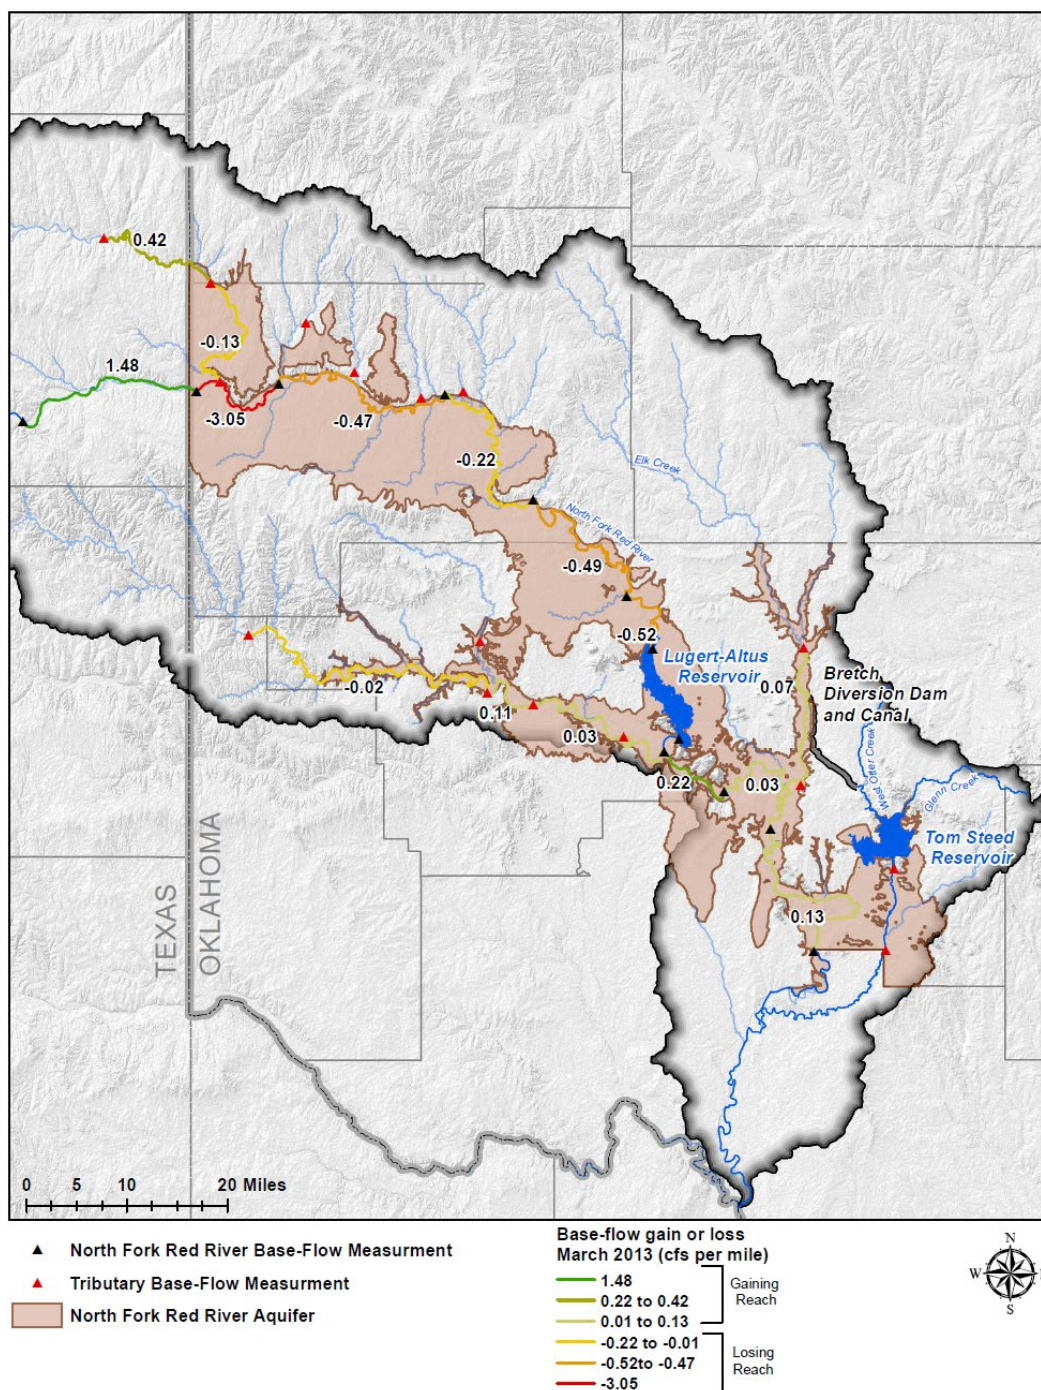 0.42
-0.13
1.48
-3.05
-0.47
-0.22
Elk Creek
North Fork Red River
-0.49
-0.52
Lugert-Altus
Reservoir
-0.02
0.11
0.03
0.07
Bretch
Diversion Dam
and Canal
0.22
0.03
West Otter Creek
Glenn Creek
Tom Steed
Reservoir
0.13
TEXAS
OKLAHOMA
0 5 10 20 Miles
North Fork Red River Base-Flow Measurment
Tributary Base-Flow Measurment
North Fork Red River Aquifer
Base-flow gain or loss
March 2013 (cfs per mile)
1.48
0.22 to 0.42
0.01 to 0.13
Gaining
Reach
-0.22 to -0.01
-0.52to -0.47
-3.05
Losing
Reach
N
W
S